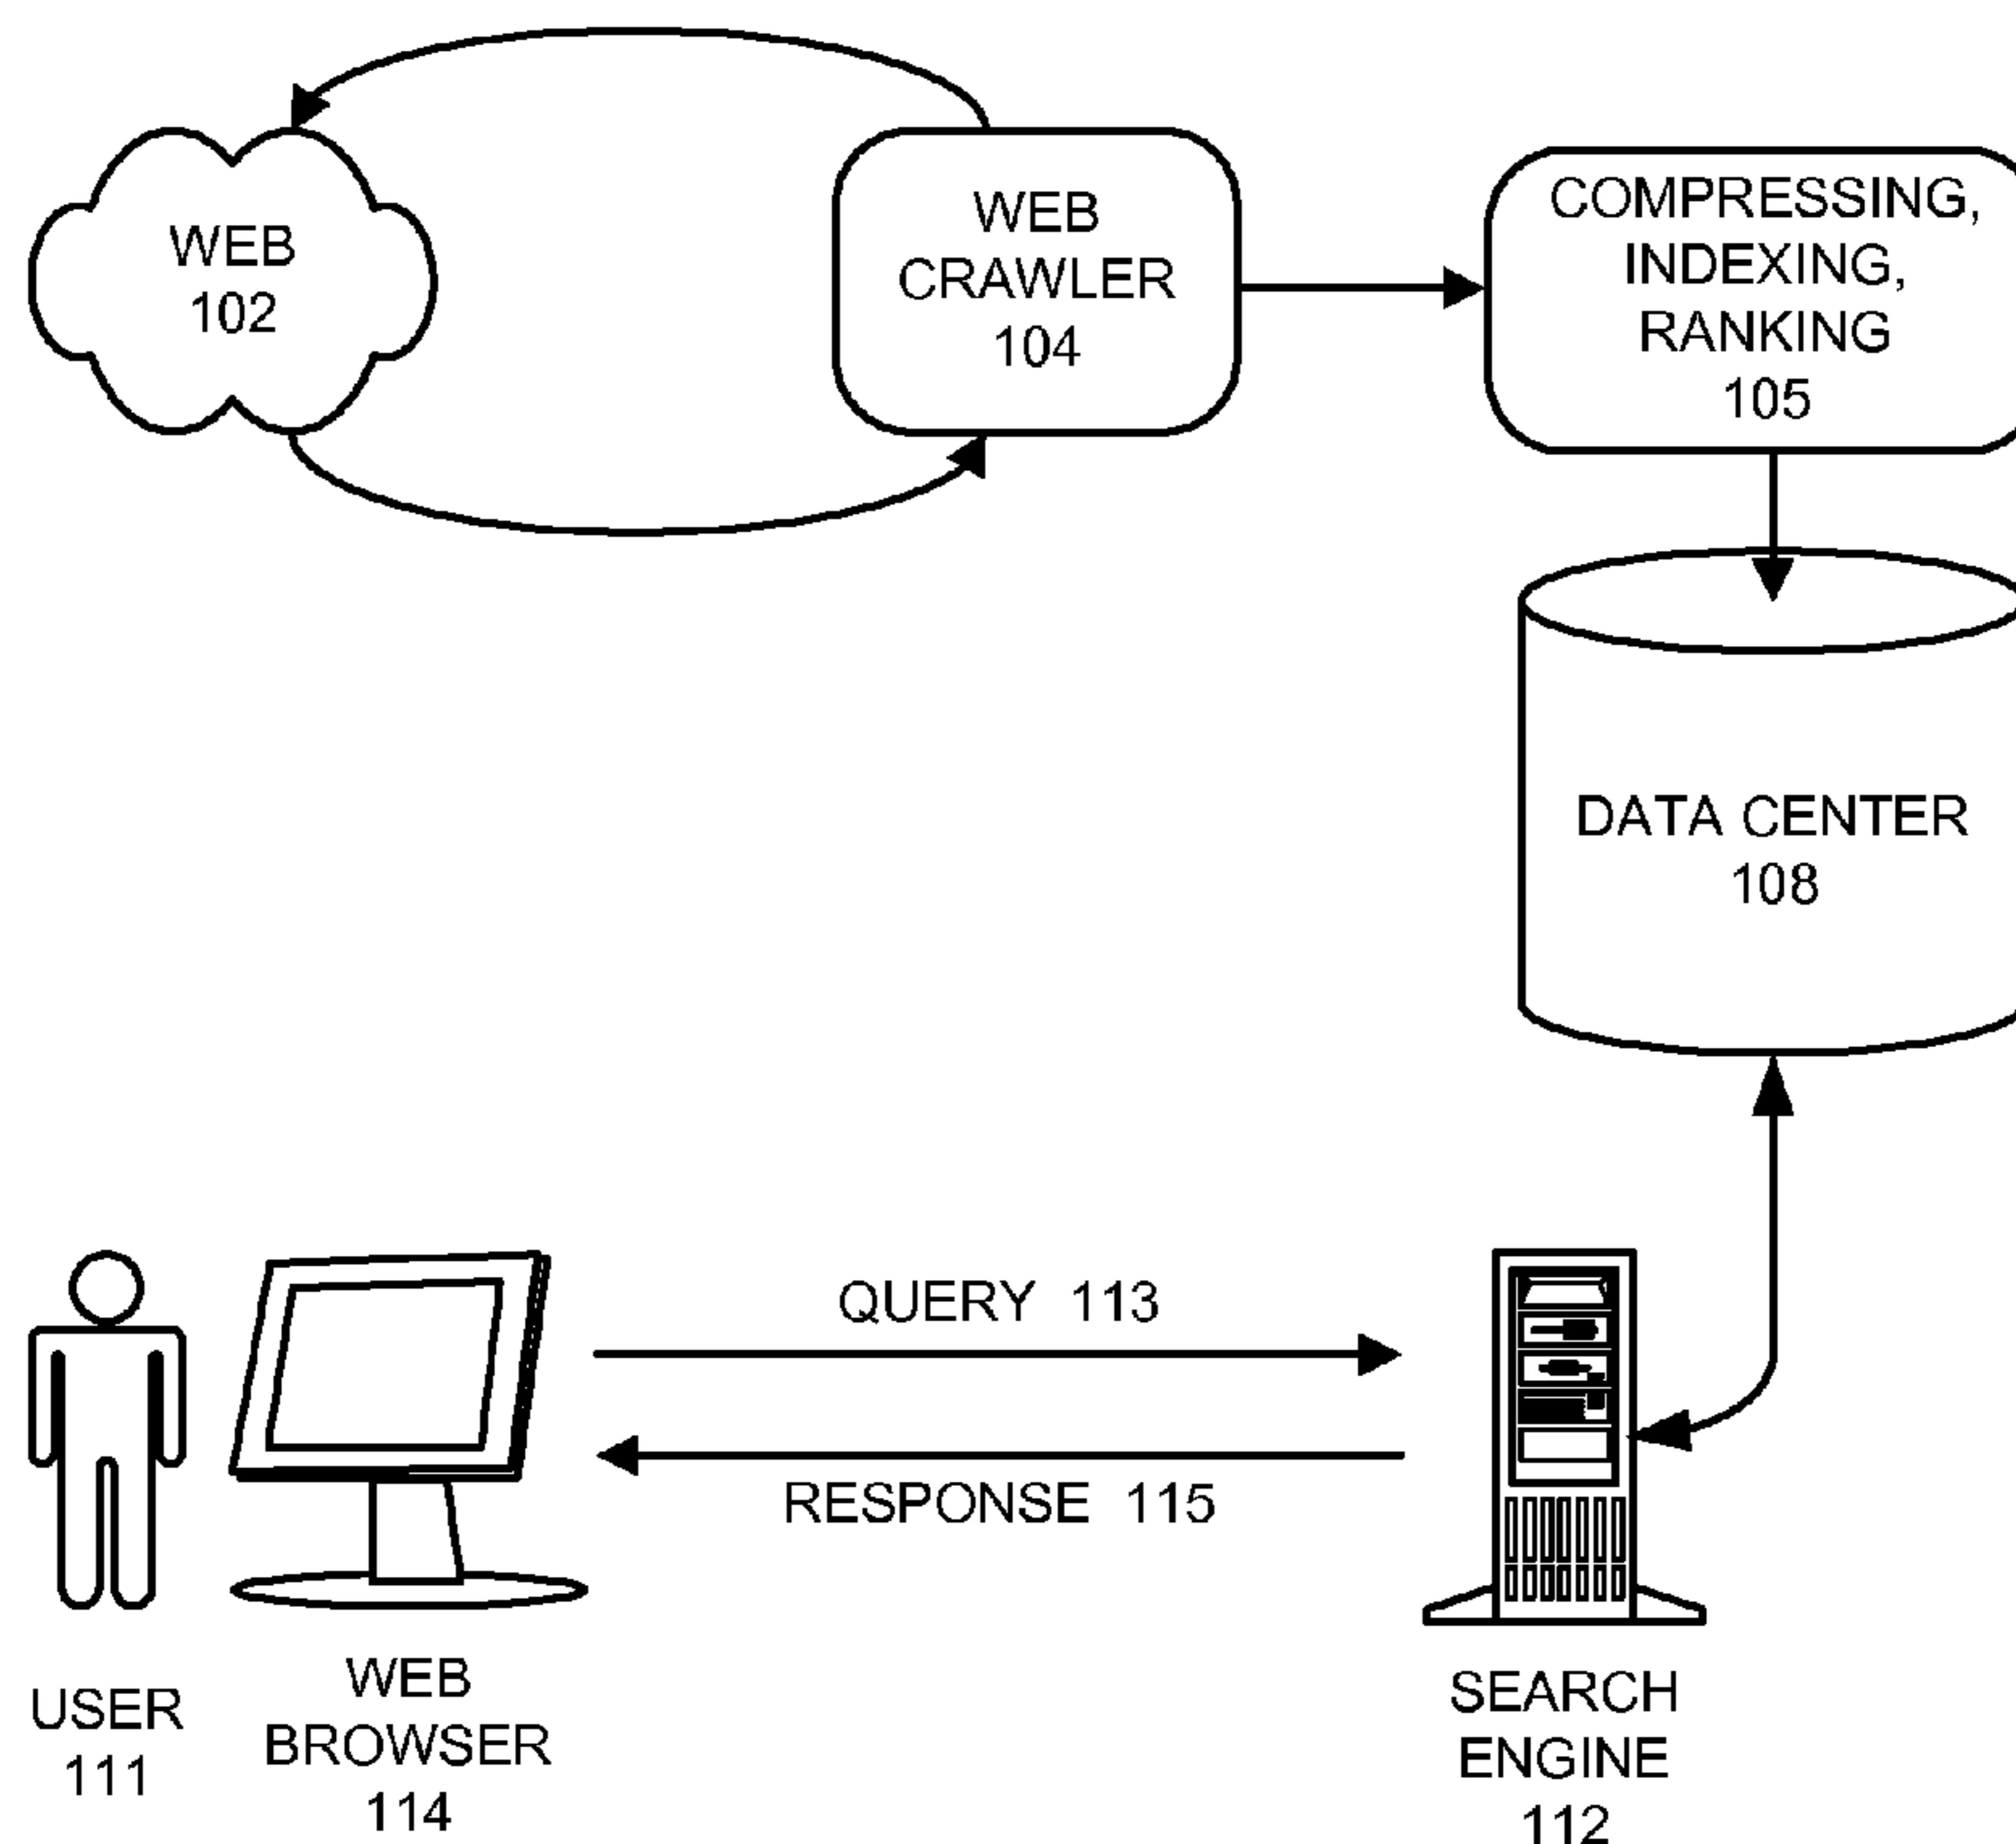 WEB
102
WEB
CRAWLER
104
COMPRESSING,
INDEXING,
RANKING
105
DATA CENTER
108
QUERY 113
RESPONSE 115
USER
111
WEB
BROWSER
114
SEARCH
ENGINE
112